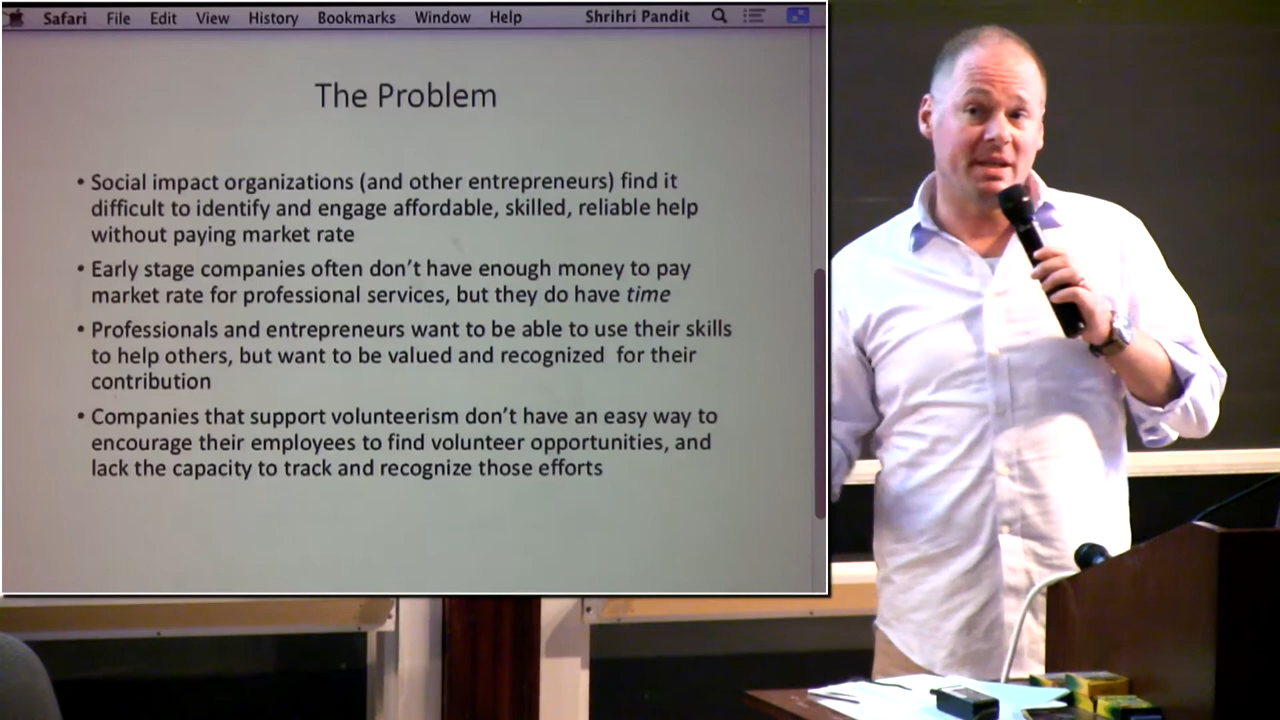 Safari File Edit View History Bookmarks Window Help Shrihri Pandit
The Problem
• Social impact organizations (and other entrepreneurs) find it
difficult to identify and engage affordable, skilled, reliable help
without paying market rate
• Early stage companies often don’t have enough money to pay
market rate for professional services, but they do have time
• Professionals and entrepreneurs want to be able to use their skills
to help others, but want to be valued and recognized for their
contribution
• Companies that support volunteerism don’t have an easy way to
encourage their employees to find volunteer opportunities, and
lack the capacity to track and recognize those efforts